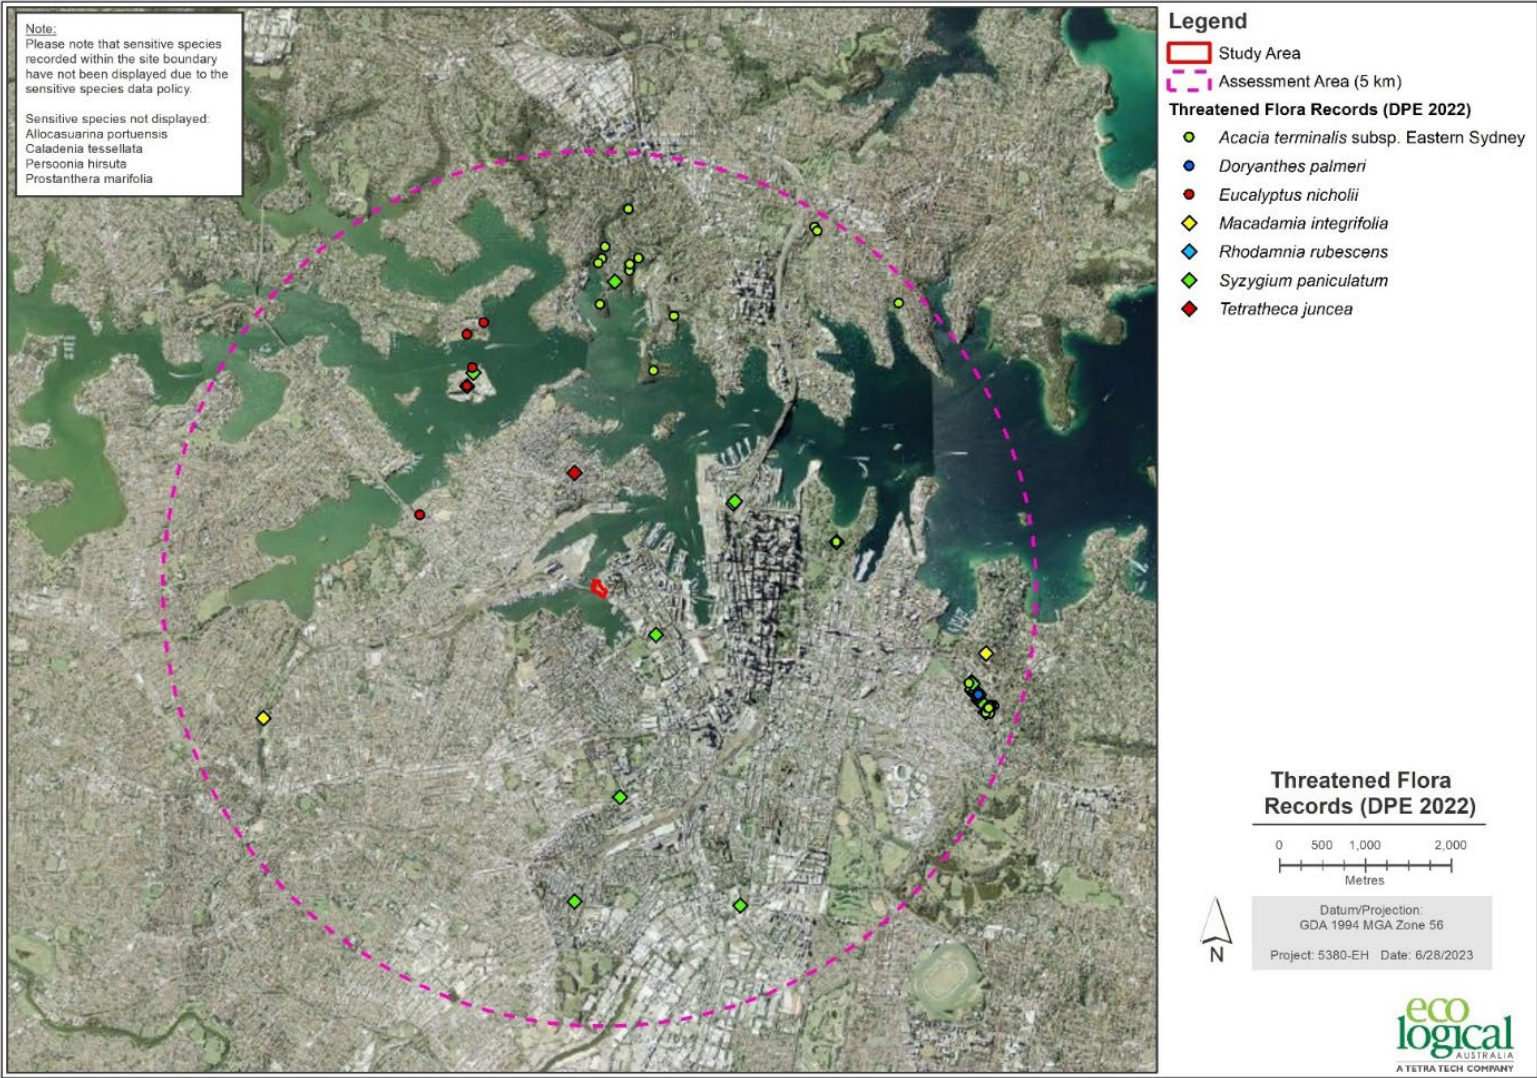 Note:
Please note that sensitive species
recorded within the site boundary
have not been displayed due to the
sensitive species data policy.
Sensitive species not displayed:
Allocasuarina portuensis
Caladenia tessellata
Persoonia hirsuta
Prostanthera marifolia
Legend
Study Area
Assessment Area (5 km)
Threatened Flora Records (DPE 2022)
Acacia terminalis subsp. Eastern Sydney
Doryanthes palmeri
Eucalyptus nicholii
Macadamia integrifolia
Rhodamnia rubescens
Syzygium paniculatum
Tetratheca juncea
Threatened Flora
Records (DPE 2022)
0 500 1,000 2,000
Metres
N
Datum/Projection:
GDA 1994 MGA Zone 56
Project: 5380-EH Date: 6/28/2023
eco
logical
AUSTRALIA
A TETRA TECH COMPANY